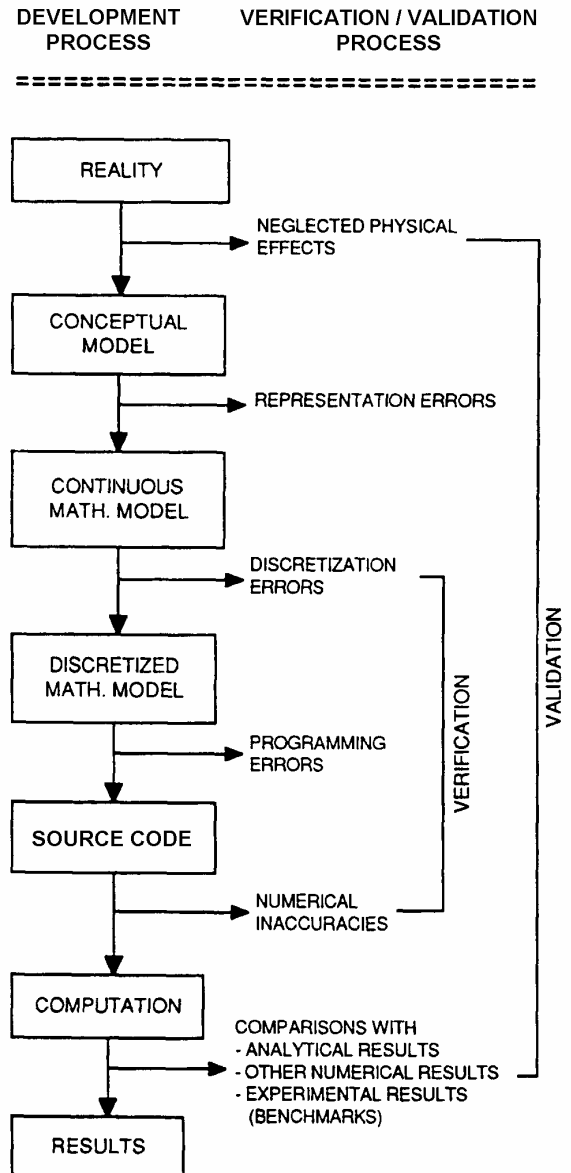 DEVELOPMENT
PROCESS
VERIFICATION / VALIDATION
PROCESS
REALITY
NEGLECTED PHYSICAL
EFFECTS
CONCEPTUAL
MODEL
REPRESENTATION ERRORS
CONTINUOUS
MATH. MODEL
DISCRETIZATION
ERRORS
DISCRETIZED
MATH. MODEL
PROGRAMMING
ERRORS
SOURCE CODE
NUMERICAL
INACCURACIES
COMPUTATION
COMPARISONS WITH
- ANALYTICAL RESULTS
- OTHER NUMERICAL RESULTS
- EXPERIMENTAL RESULTS
(BENCHMARKS)
RESULTS
VERIFICATION
VALIDATION